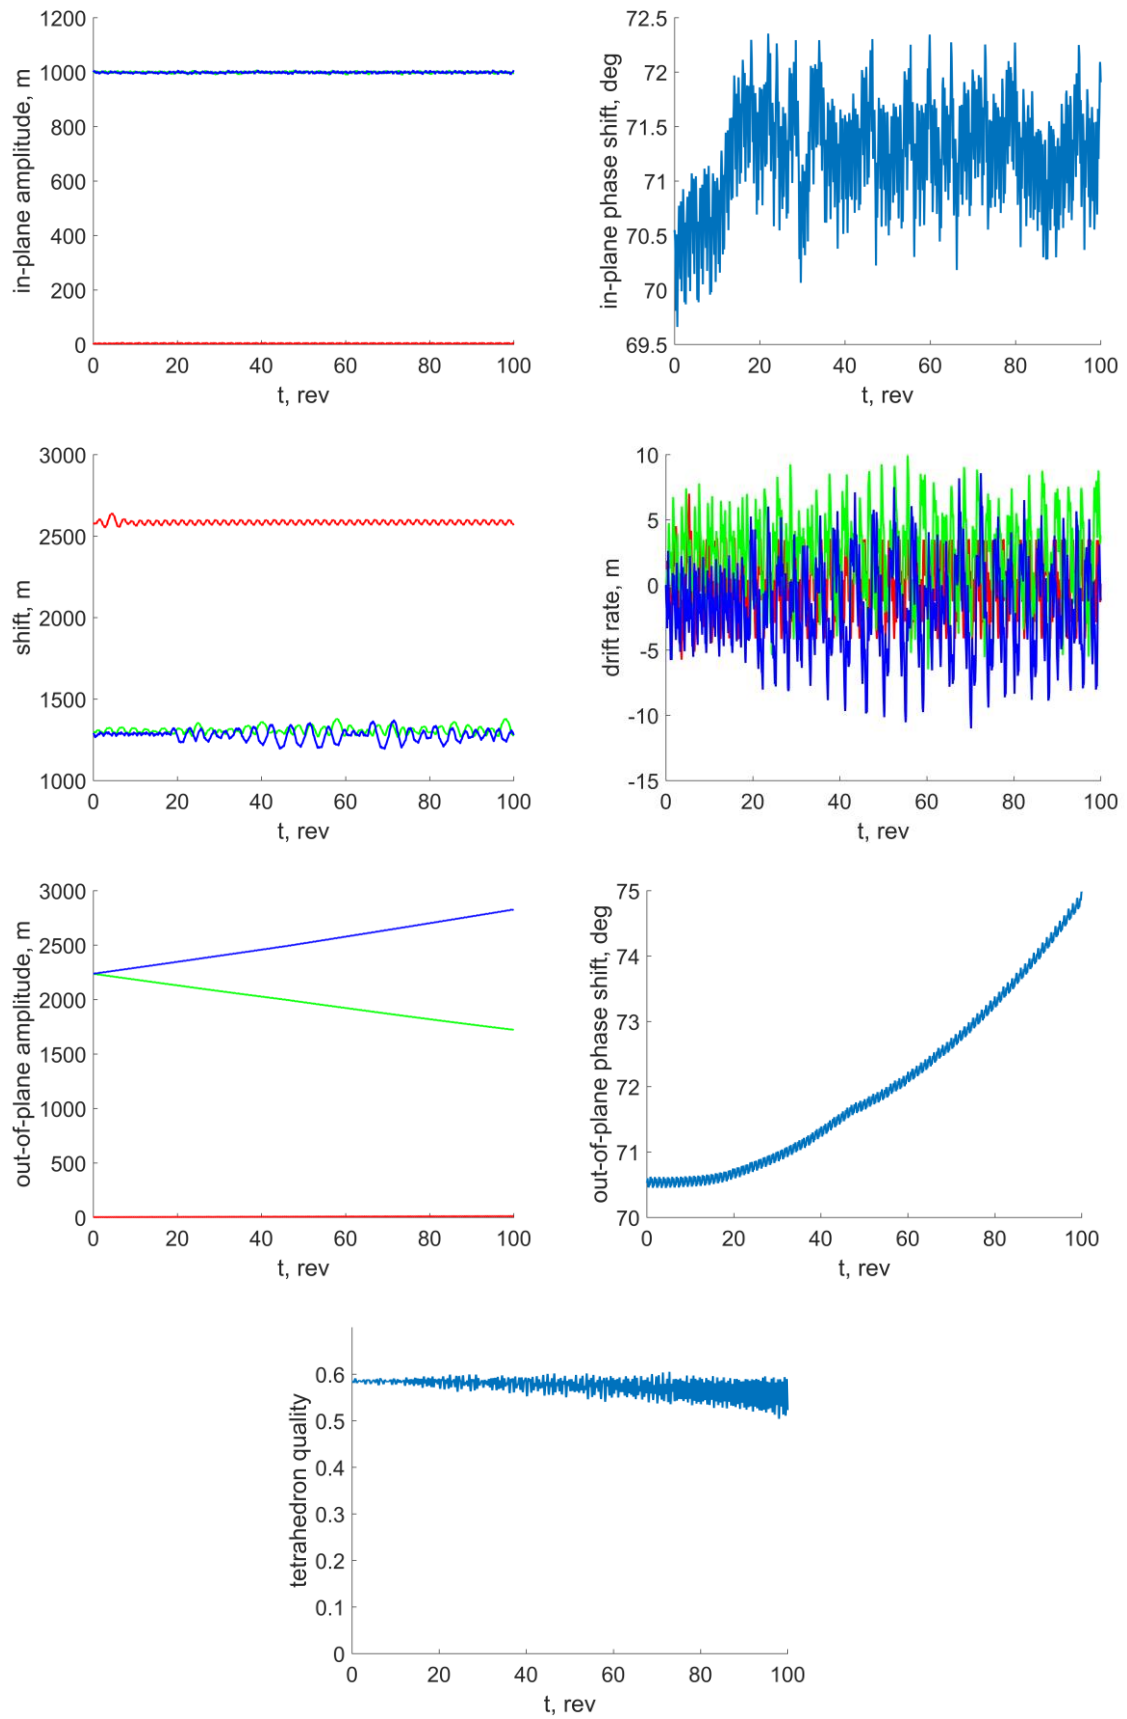 in-plane amplitude, m
1200
1000
800
600
400
200
0
0 20 40 60 80 100
t, rev
in-plane phase shift, deg
72.5
72
71.5
71
70.5
70
69.5
0 20 40 60 80 100
t, rev
shift, m
3000
2500
2000
1500
1000
0 20 40 60 80 100
t, rev
drift rate, m
10
5
0
-5
-10
-15
0 20 40 60 80 100
t, rev
out-of-plane amplitude, m
3000
2500
2000
1500
1000
500
0
0 20 40 60 80 100
t, rev
out-of-plane phase shift, deg
75
74
73
72
71
70
0 20 40 60 80 100
t, rev
tetrahedron quality
0.6
0.5
0.4
0.3
0.2
0.1
0
0 20 40 60 80 100
t, rev